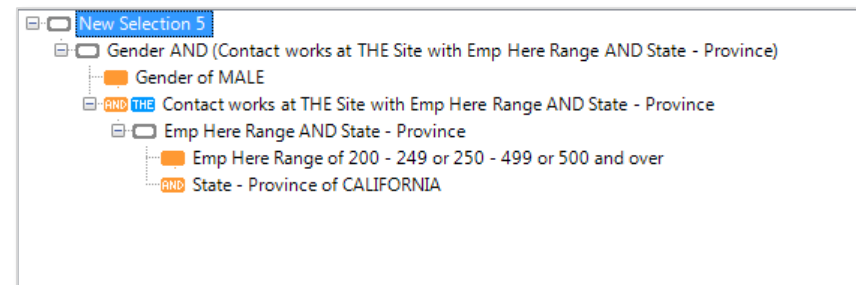 New Selection 5
Gender AND (Contact works at THE Site with Emp Here Range AND State - Province)
Gender of MALE
AND THE Contact works at THE Site with Emp Here Range AND State - Province
Emp Here Range AND State - Province
Emp Here Range of 200 - 249 or 250 - 499 or 500 and over
AND State - Province of CALIFORNIA